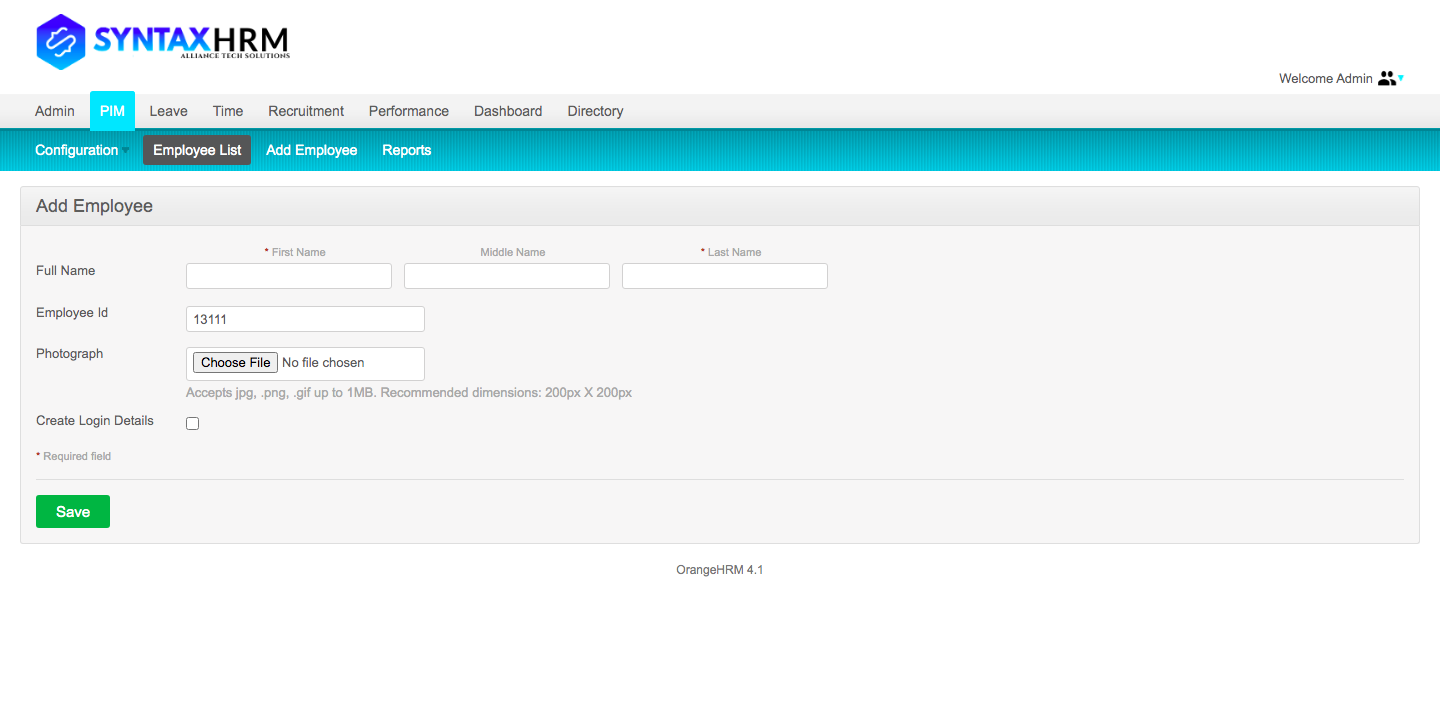 SYNTAXHRM
ALLIANCE TECH SOLUTIONS
Welcome Admin
Admin PIM Leave Time Recruitment Performance Dashboard Directory
Configuration Employee List Add Employee Reports
Add Employee
* First Name Middle Name * Last Name
Full Name
Employee Id 13111
Photograph Choose File No file chosen
Accepts jpg, .png, .gif up to 1MB. Recommended dimensions: 200px X 200px
Create Login Details
* Required field
Save
OrangeHRM 4.1